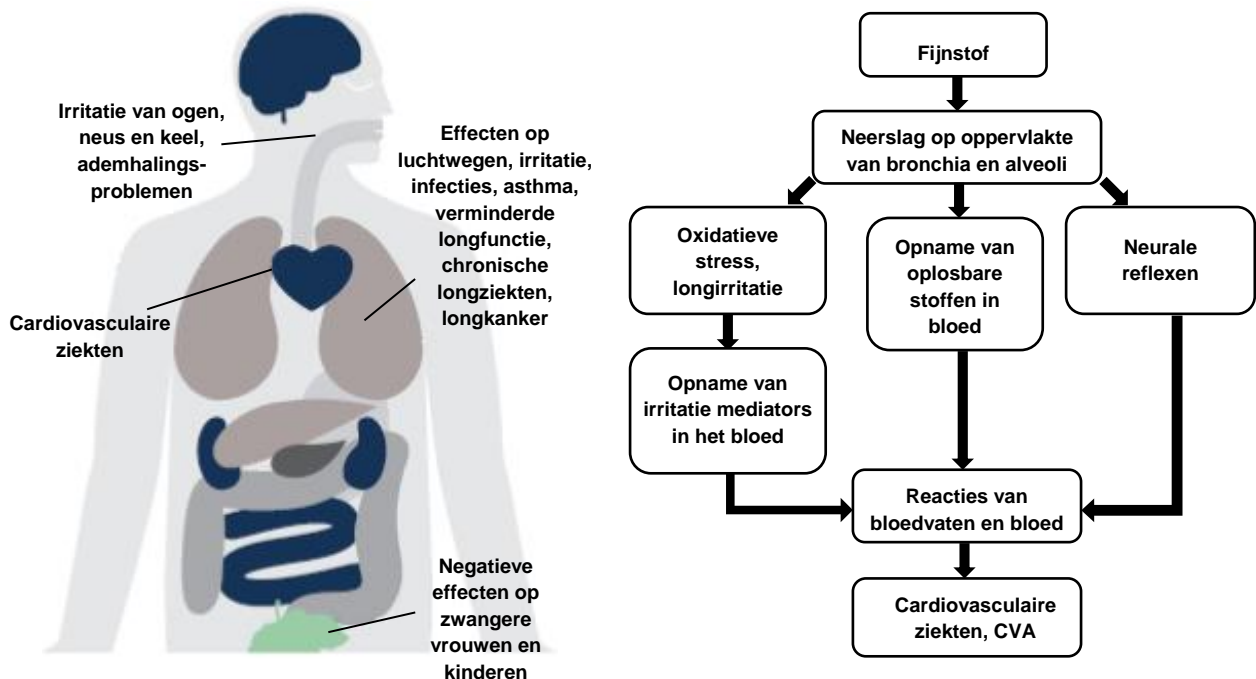 Irritatie van ogen,
neus en keel,
ademhalings-
problemen
Effecten op
luchtwegen, irritatie,
infecties, asthma,
verminderde
longfunctie,
chronische
longziekten,
longkanker
Cardiovasculaire
ziekten
Negatieve
effecten op
zwangere
vrouwen en
kinderen
Fijnstof
Neerslag op oppervlakte
van bronchia en alveoli
Oxidatieve
stress,
longirritatie
Opname van
oplosbare
stoffen in
bloed
Neurale
reflexen
Opname van
irritatie mediators
in het bloed
Reacties van
bloedvaten en bloed
Cardiovasculaire
ziekten, CVA